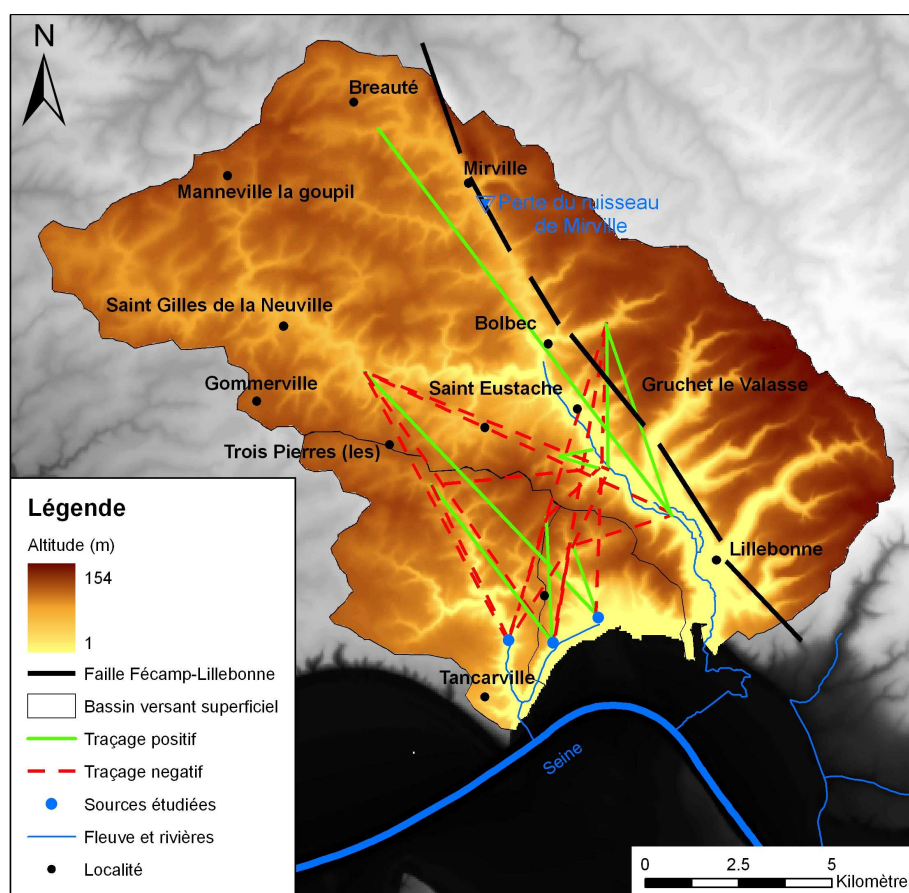 N
Breauté
Mirville
Manneville la goupil
Perte du ruisseau
de Mirville
Saint Gilles de la Neuville
Bolbec
Gommerville
Saint Eustache
Gruchet le Valasse
Trois Pierres (les)
Lillebonne
Tancarville
Seine
Légende
Altitude (m)
154
1
Faille Fécamp-Lillebonne
Bassin versant superficiel
Traçage positif
Traçage negatif
Sources étudiées
Fleuve et rivières
Localité
0 2.5 5
Kilomètre